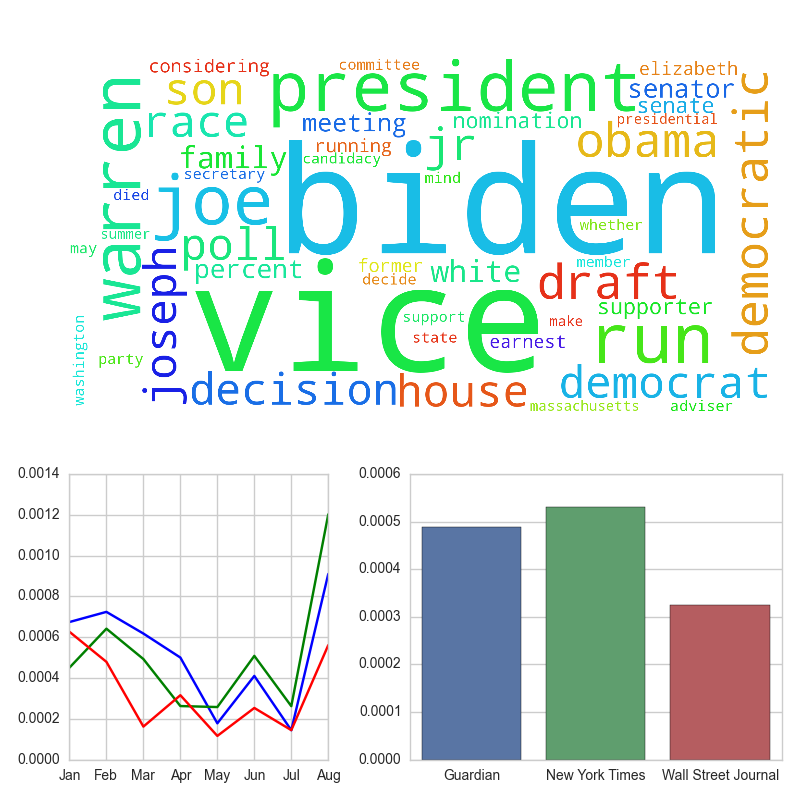 considering
committee
elizabeth
son
president
senator
senate
warren
race
meeting
nomination
presidential
democratic
running
jr
obama
family
candidacy
biden
secretary
mind
died
joe
whether
summer
poll
may
joseph
percent
former
white
member
decide
draft
vice
supporter
washington
support
make
run
party
state
earnest
decision
house
democrat
massachusetts
adviser
0.0014
0.0012
0.0010
0.0008
0.0006
0.0004
0.0002
0.0000
Jan Feb Mar Apr May Jun Jul Aug
0.0006
0.0005
0.0004
0.0003
0.0002
0.0001
0.0000
Guardian New York Times Wall Street Journal